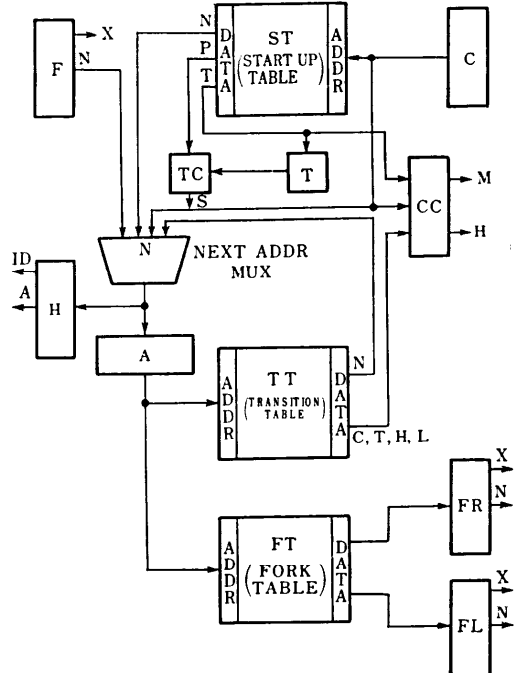 X
F
N
N
P
T
DATA
ST
(START UP
TABLE)
ADDR
C
TC
T
S
CC
M
H
N
NEXT ADDR
MUX
ID
A
H
A
ADDR
TT
(TRANSITION
TABLE)
DATA
N
C, T, H, L
ADDR
FT
(FORK
TABLE)
DATA
X
FR
N
X
FL
N